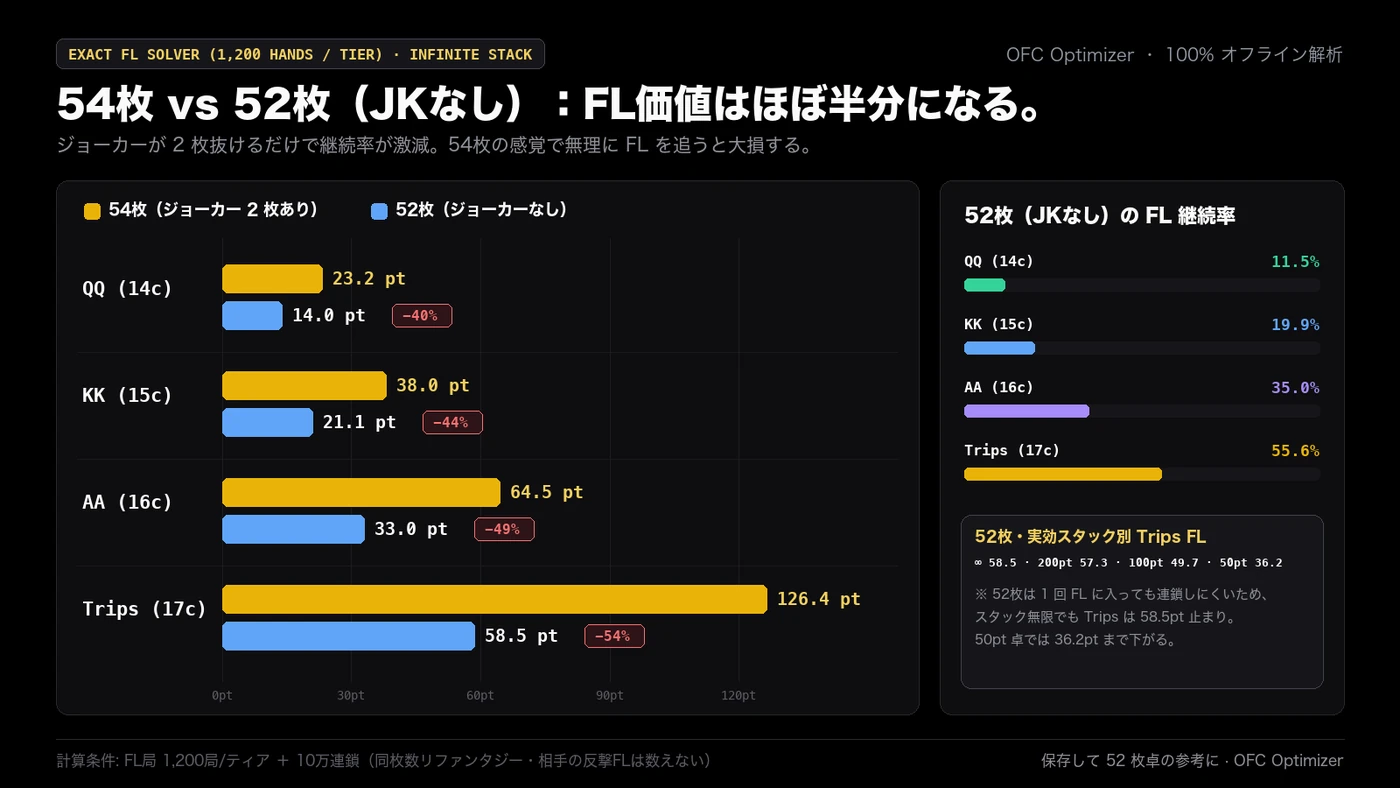 EXACT FL SOLVER (1,200 HANDS / TIER) · INFINITE STACK
OFC Optimizer ・ 100% オフライン解析
54枚 vs 52枚（JKなし）：FL価値はほぼ半分になる。
ジョーカーが 2 枚抜けるだけで継続率が激減。54枚の感覚で無理に FL を追うと大損する。
54枚（ジョーカー 2 枚あり）
52枚（ジョーカーなし）
QQ (14c)
23.2 pt
14.0 pt
−40%
KK (15c)
38.0 pt
21.1 pt
−44%
AA (16c)
64.5 pt
33.0 pt
−49%
Trips (17c)
126.4 pt
58.5 pt
−54%
0pt
30pt
60pt
90pt
120pt
52枚（JKなし）の FL 継続率
QQ (14c)
11.5%
KK (15c)
19.9%
AA (16c)
35.0%
Trips (17c)
55.6%
52枚・実効スタック別 Trips FL
∞ 58.5 · 200pt 57.3 · 100pt 49.7 · 50pt 36.2
※ 52枚は 1 回 FL に入っても連鎖しにくいため、
スタック無限でも Trips は 58.5pt 止まり。
50pt 卓では 36.2pt まで下がる。
計算条件: FL局 1,200局/ティア ＋ 10万連鎖（同枚数リファンタジー・相手の反撃FLは数えない）
保存して 52 枚卓の参考に · OFC Optimizer